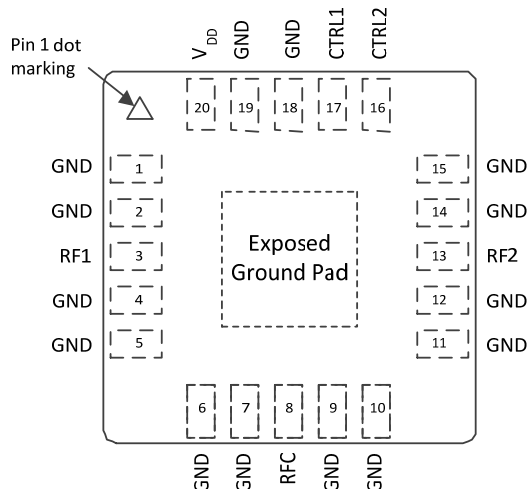 Pin 1 dot
marking
V_DD
GND
GND
CTRL1
CTRL2
20
19
18
17
16
GND
1
15
GND
GND
2
14
GND
RF1
3
13
RF2
GND
4
12
GND
GND
5
11
GND
Exposed
Ground Pad
6
7
8
9
10
GND
GND
RFC
GND
GND